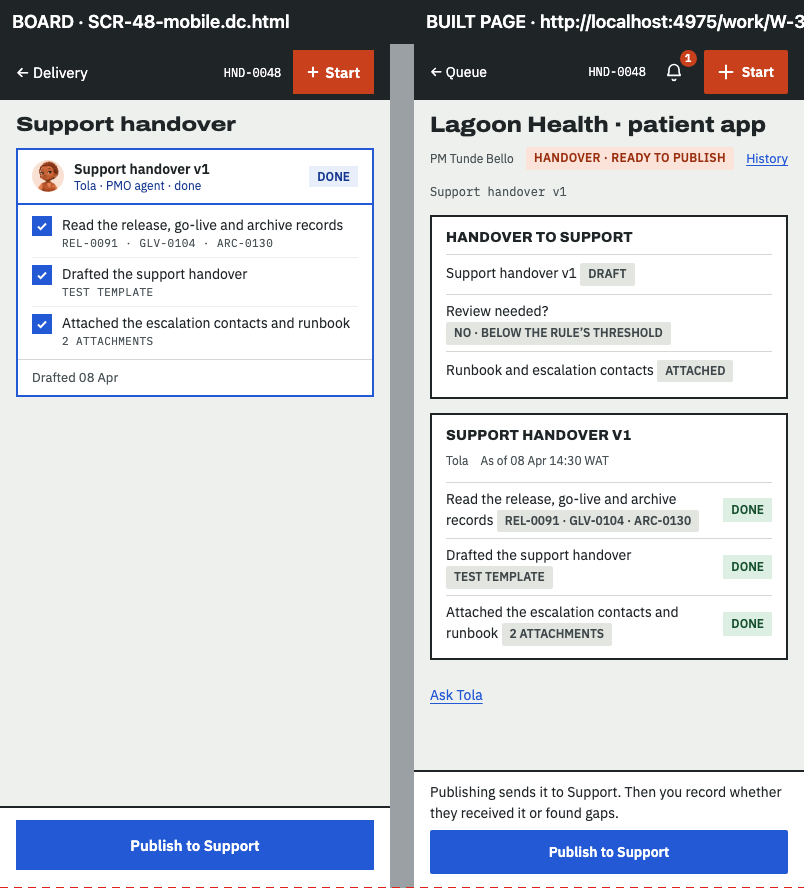 BOARD · SCR-48-mobile.dc.html
← Delivery
HND-0048
+ Start
Support handover
Support handover v1
Tola · PMO agent · done
DONE
Read the release, go-live and archive records
REL-0091 · GLV-0104 · ARC-0130
Drafted the support handover
TEST TEMPLATE
Attached the escalation contacts and runbook
2 ATTACHMENTS
Drafted 08 Apr
Publish to Support
BUILT PAGE · http://localhost:4975/work/W-3
← Queue
HND-0048
1
+ Start
Lagoon Health · patient app
PM Tunde Bello
HANDOVER · READY TO PUBLISH
History
Support handover v1
HANDOVER TO SUPPORT
Support handover v1 DRAFT
Review needed?
NO · BELOW THE RULE’S THRESHOLD
Runbook and escalation contacts ATTACHED
SUPPORT HANDOVER V1
Tola As of 08 Apr 14:30 WAT
Read the release, go-live and archive
records REL-0091 · GLV-0104 · ARC-0130
DONE
Drafted the support handover
TEST TEMPLATE
DONE
Attached the escalation contacts and
runbook 2 ATTACHMENTS
DONE
Ask Tola
Publishing sends it to Support. Then you record whether
they received it or found gaps.
Publish to Support